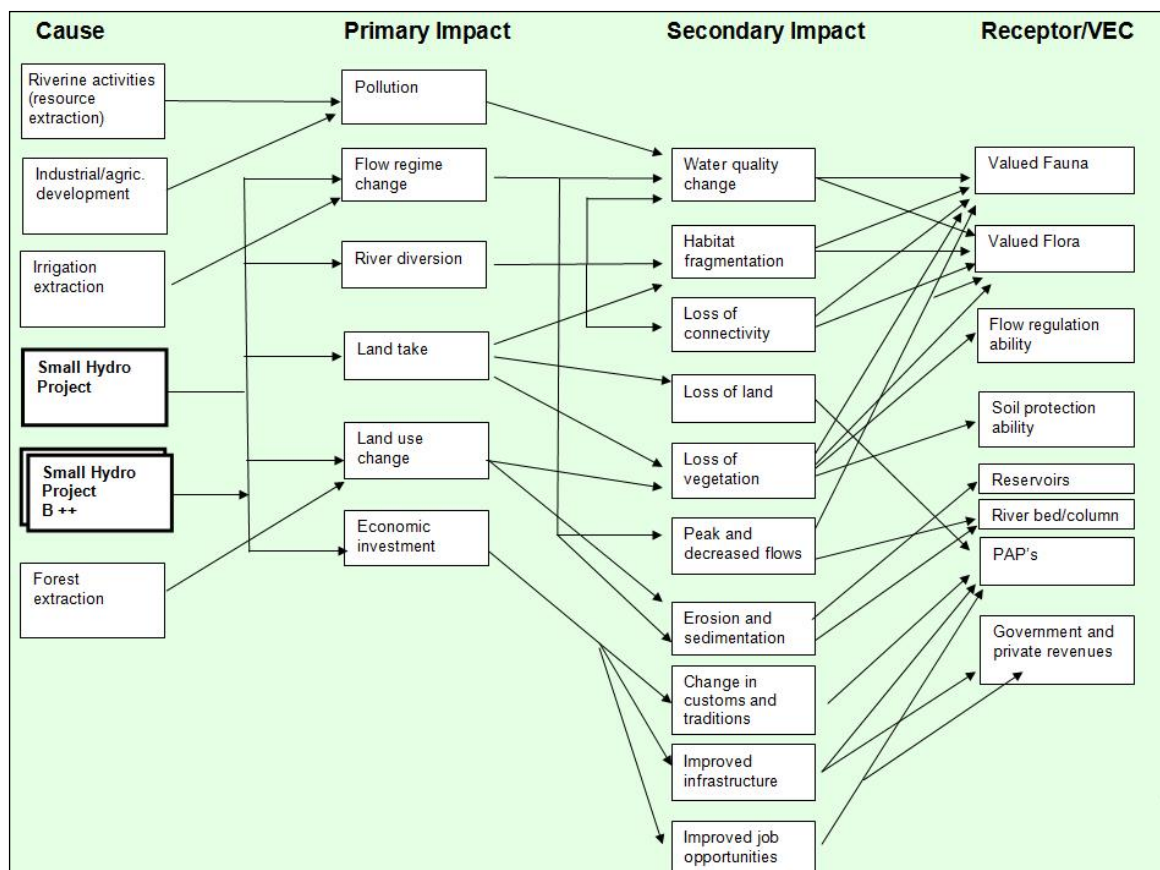 Cause
Primary Impact
Secondary Impact
Receptor/VEC
Riverine activities
(resource
extraction)
Industrial/agric.
development
Irrigation
extraction
Small Hydro
Project
Small Hydro
Project
B ++
Forest
extraction
Pollution
Flow regime
change
River diversion
Land take
Land use
change
Economic
investment
Water quality
change
Habitat
fragmentation
Loss of
connectivity
Loss of land
Loss of
vegetation
Peak and
decreased flows
Erosion and
sedimentation
Change in
customs and
traditions
Improved
infrastructure
Improved job
opportunities
Valued Fauna
Valued Flora
Flow regulation
ability
Soil protection
ability
Reservoirs
River bed/column
PAP's
Government and
private revenues